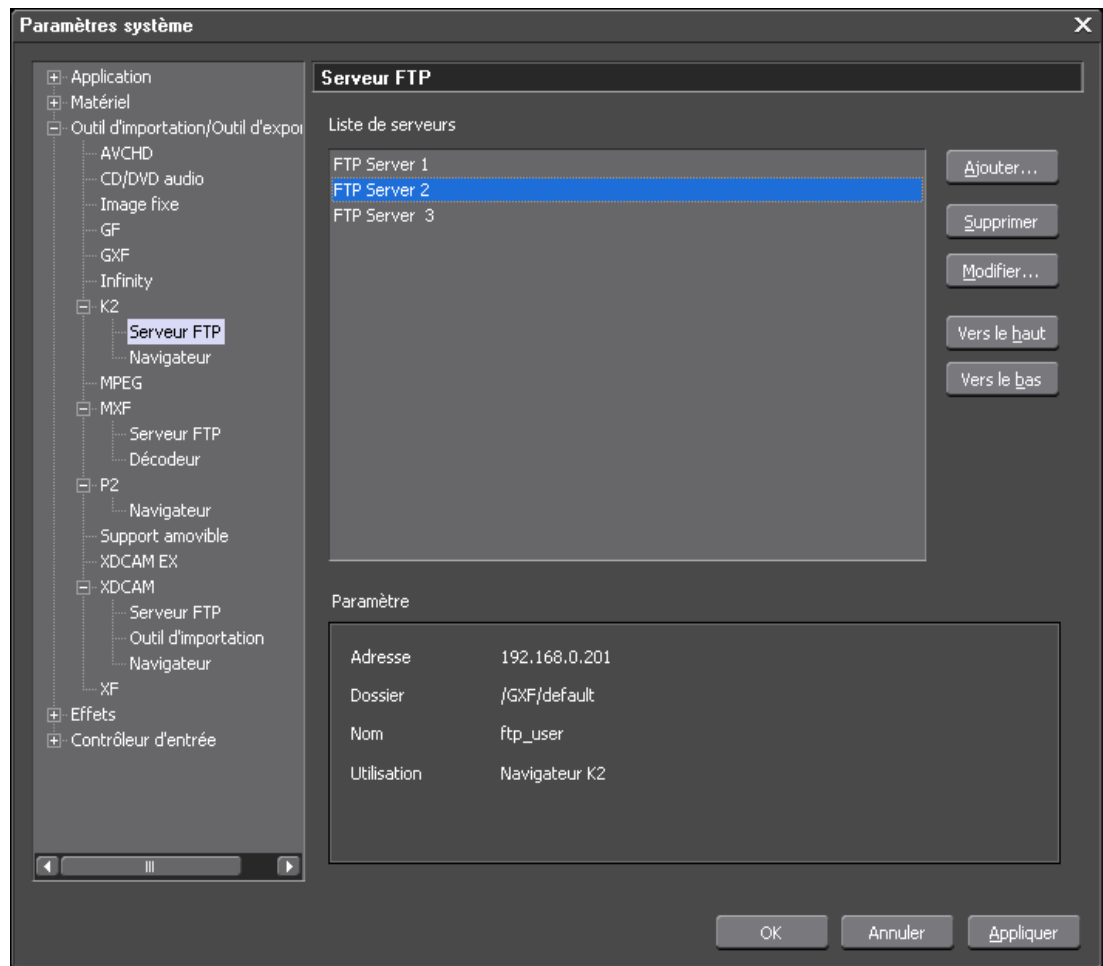 Paramètres système
Application
Matériel
Outil d'importation/Outil d'expor
AVCHD
CD/DVD audio
Image fixe
GF
GXF
Infinity
K2
Serveur FTP
Navigateur
MPEG
MXF
Serveur FTP
Décodeur
P2
Navigateur
Support amovible
XDCAM EX
XDCAM
Serveur FTP
Outil d'importation
Navigateur
XF
Effets
Contrôleur d'entrée
Serveur FTP
Liste de serveurs
FTP Server 1
FTP Server 2
FTP Server  3
Ajouter...
Supprimer
Modifier...
Vers le haut
Vers le bas
Paramètre
Adresse 192.168.0.201
Dossier /GXF/default
Nom ftp_user
Utilisation Navigateur K2
OK Annuler Appliquer